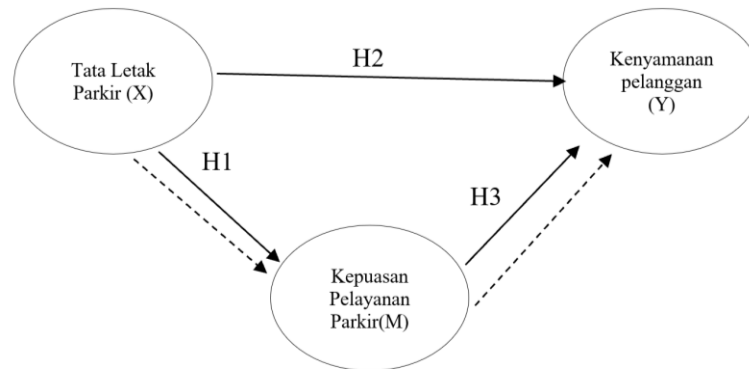 Tata Letak
Parkir (X)
H2
Kenyamanan
pelanggan
(Y)
H1
H3
Kepuasan
Pelayanan
Parkir(M)